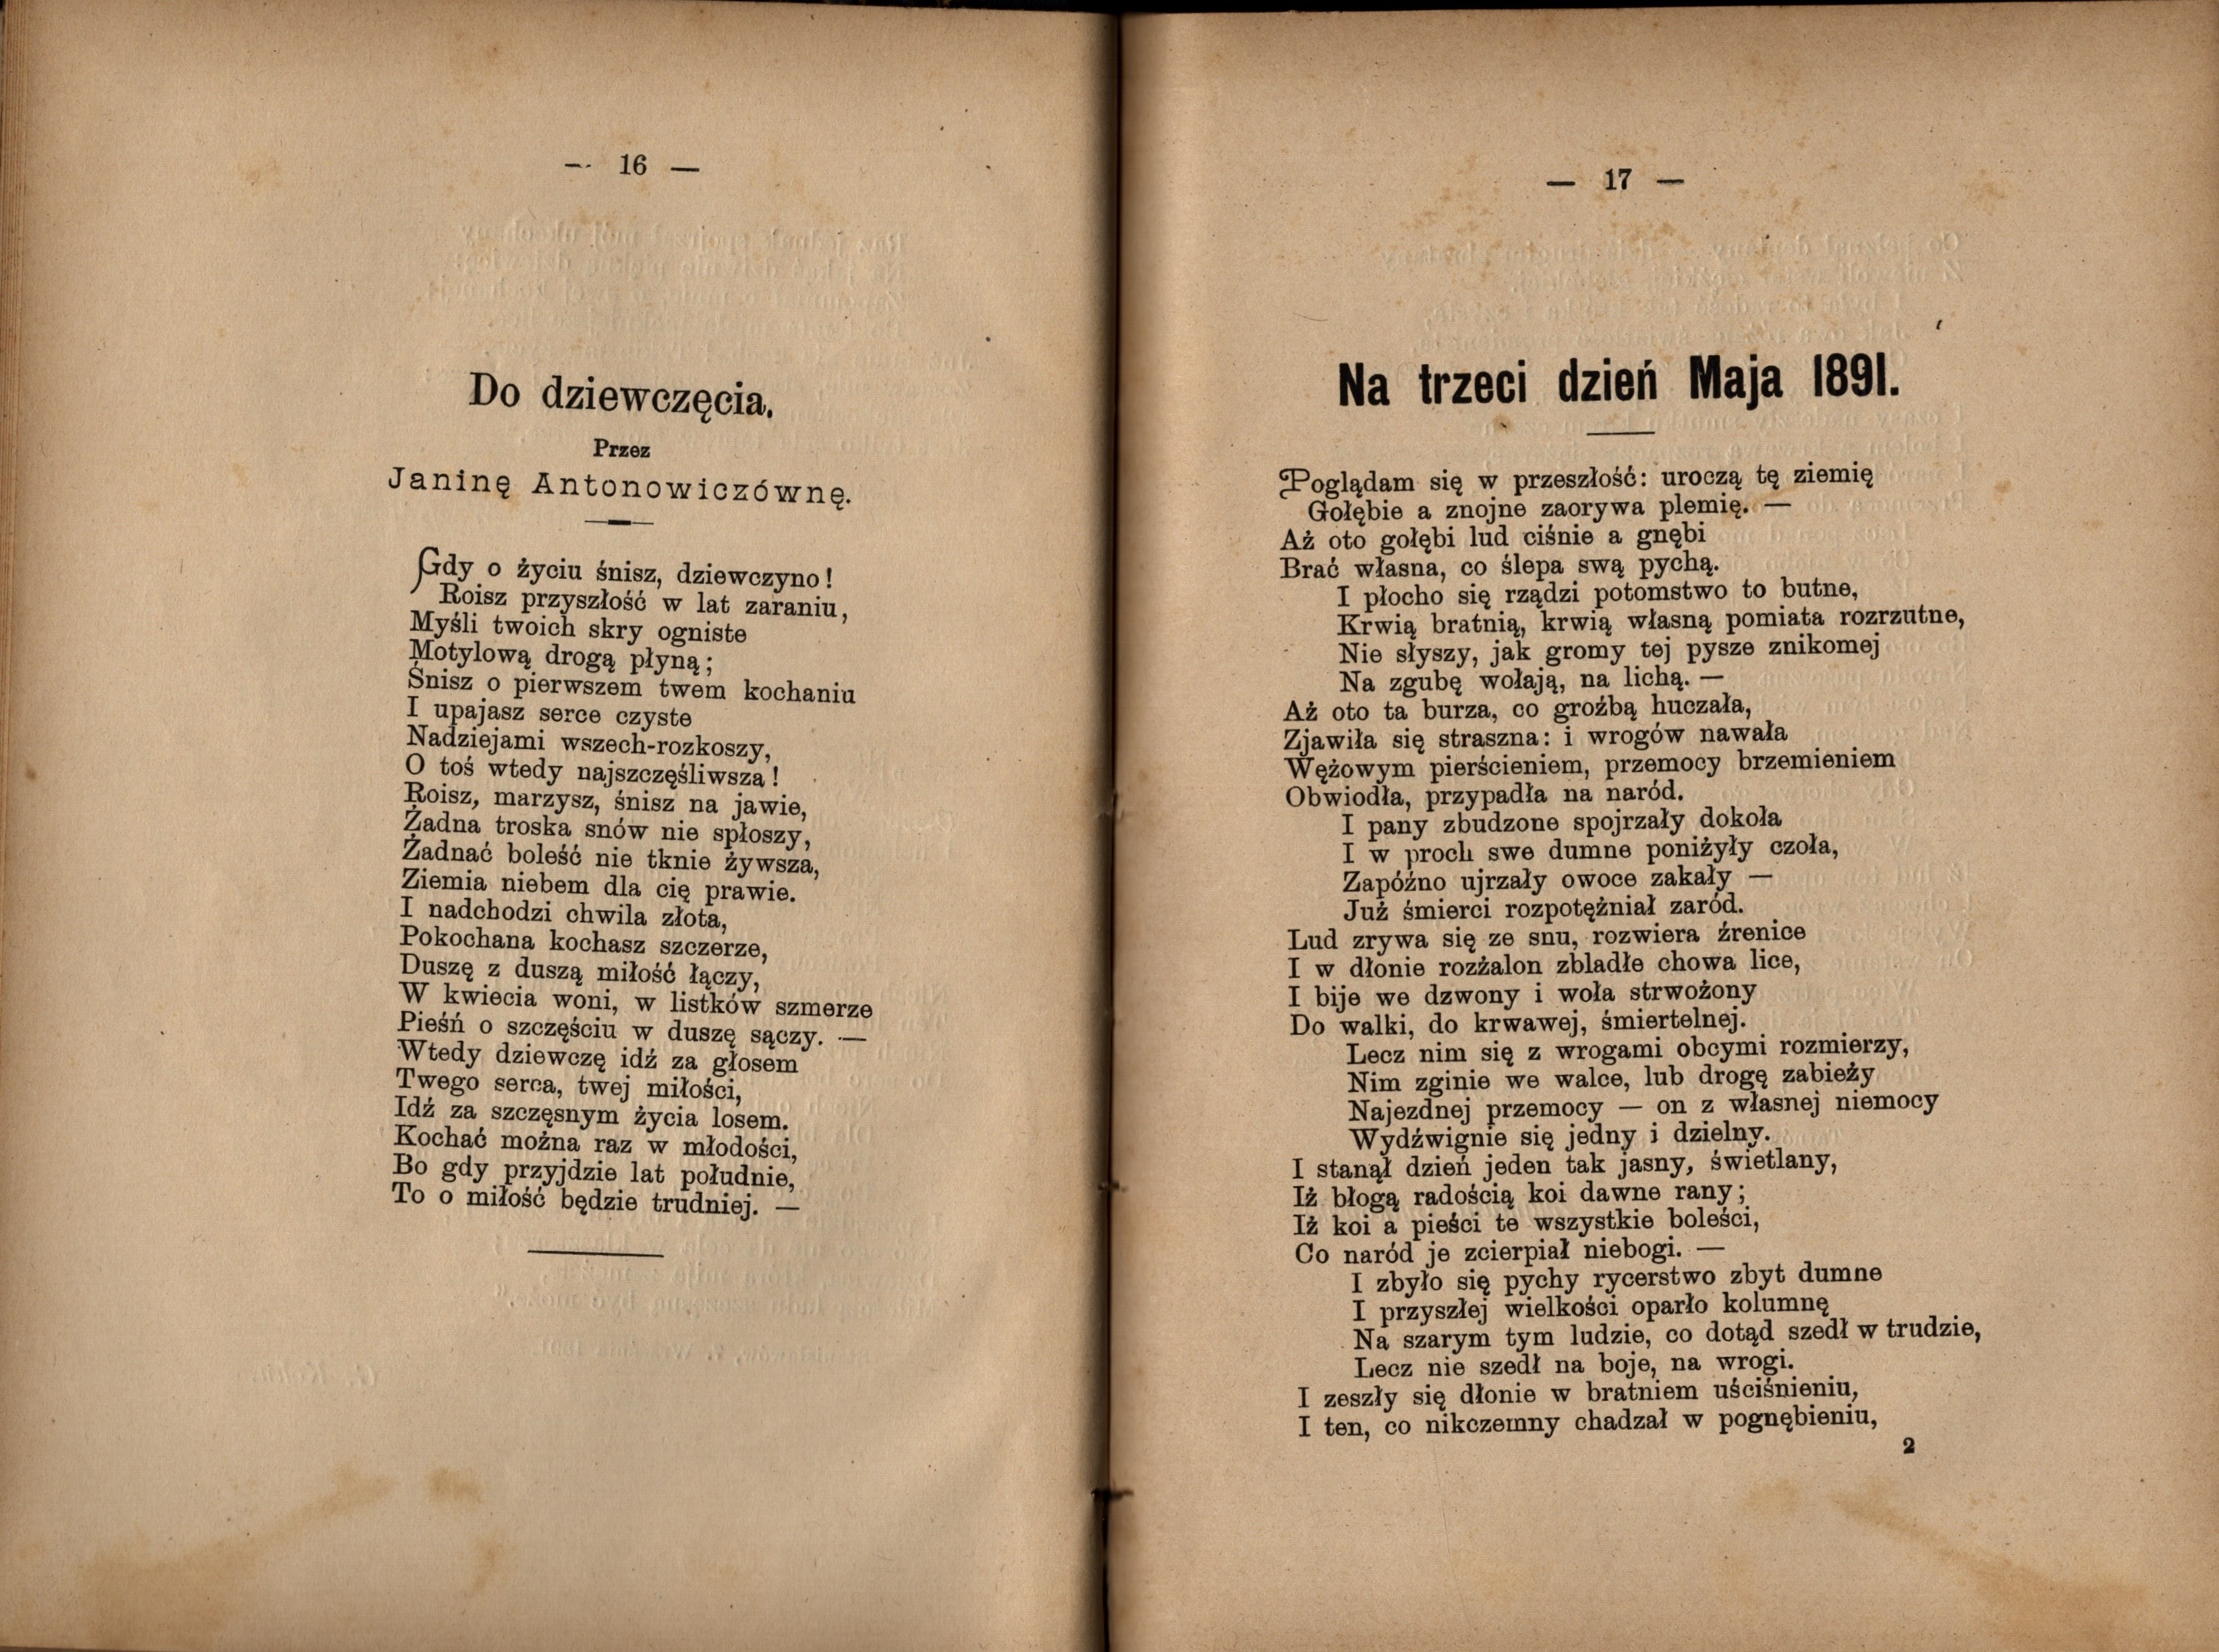 — 16 —
Do dziewczęcia.
Przez
Janinę Antonowiczównę.
Gdy o życiu śnisz, dziewczyno!
Roisz przyszłość w lat zaraniu,
Myśli twoich skry ogniste
Motylową drogą płyną;
Śnisz o pierwszem twem kochaniu
I upajasz serce czyste
Nadziejami wszech-rozkoszy,
O toś wtedy najszczęśliwsza!
Roisz, marzysz, śnisz na jawie,
Żadna troska snów nie spłoszy,
Żadnać boleść nie tknie żywsza,
Ziemia niebem dla cię prawie.
I nadchodzi chwila złota,
Pokochana kochasz szczerze,
Duszę z duszą miłość łączy,
W kwiecia woni, w listków szmerze
Pieśń o szczęściu w duszę sączy. —
Wtedy dziewczę idź za głosem
Twego serca, twej miłości,
Idź za szczęsnym życia losem.
Kochać można raz w młodości,
Bo gdy przyjdzie lat południe,
To o miłość będzie trudniej. —
— 17 —
Na trzeci dzień Maja 1891.
Poglądam się w przeszłość: uroczą tę ziemię
Gołębie a znojne zaorywa plemię. —
Aż oto gołębi lud ciśnie a gnębi
Brać własna, co ślepa swą pychą.
I płocho się rządzi potomstwo to butne,
Krwią bratnią, krwią własną pomiata rozrzutne,
Nie słyszy, jak gromy tej pysze znikomej
Na zgubę wołają, na lichą. —
Aż oto ta burza, co groźbą huczała,
Zjawiła się straszna: i wrogów nawała
Wężowym pierścieniem, przemocy brzemieniem
Obwiodła, przypadła na naród.
I pany zbudzone spojrzały dokoła
I w proch swe dumne poniżyły czoła,
Zapóźno ujrzały owoce zakały —
Już śmierci rozpotężniał zaród.
Lud zrywa się ze snu, rozwiera źrenice
I w dłonie rozżalon zbladłe chowa lice,
I bije we dzwony i woła strwożony
Do walki, do krwawej, śmiertelnej.
Lecz nim się z wrogami obcymi rozmierzy,
Nim zginie we walce, lub drogę zabieży
Najezdnej przemocy — on z własnej niemocy
Wydźwignie się jedny i dzielny.
I stanął dzień jeden tak jasny, świetlany,
Iż błogą radością koi dawne rany;
Iż koi a pieści te wszystkie boleści,
Co naród je zcierpiał niebogi. —
I zbyło się pychy rycerstwo zbyt dumne
I przyszłej wielkości oparło kolumnę
Na szarym tym ludzie, co dotąd szedł w trudzie,
Lecz nie szedł na boje, na wrogi.
I zeszły się dłonie w bratniem uściśnieniu,
I ten, co nikczemny chadzał w pognębieniu,
2